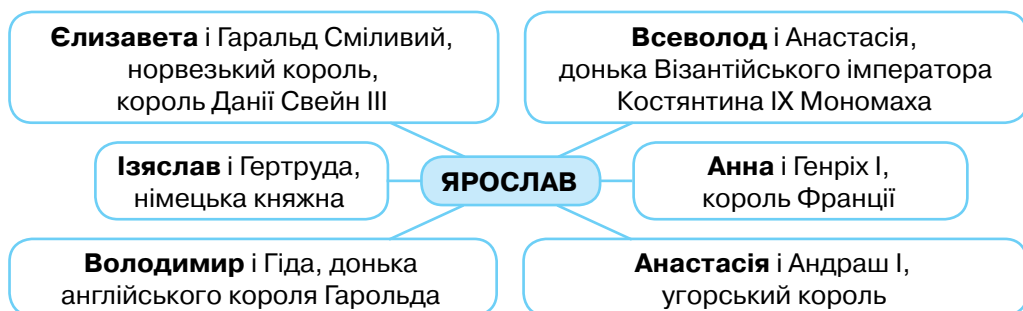 Єлизавета і Гаральд Сміливий,
норвезький король,
король Данії Свейн III
Всеволод і Анастасія,
донька Візантійського імператора
Костянтина IX Мономаха
Ізяслав і Гертруда,
німецька княжна
ЯРОСЛАВ
Анна і Генріх I,
король Франції
Володимир і Гіда, донька
англійського короля Гарольда
Анастасія і Андраш I,
угорський король